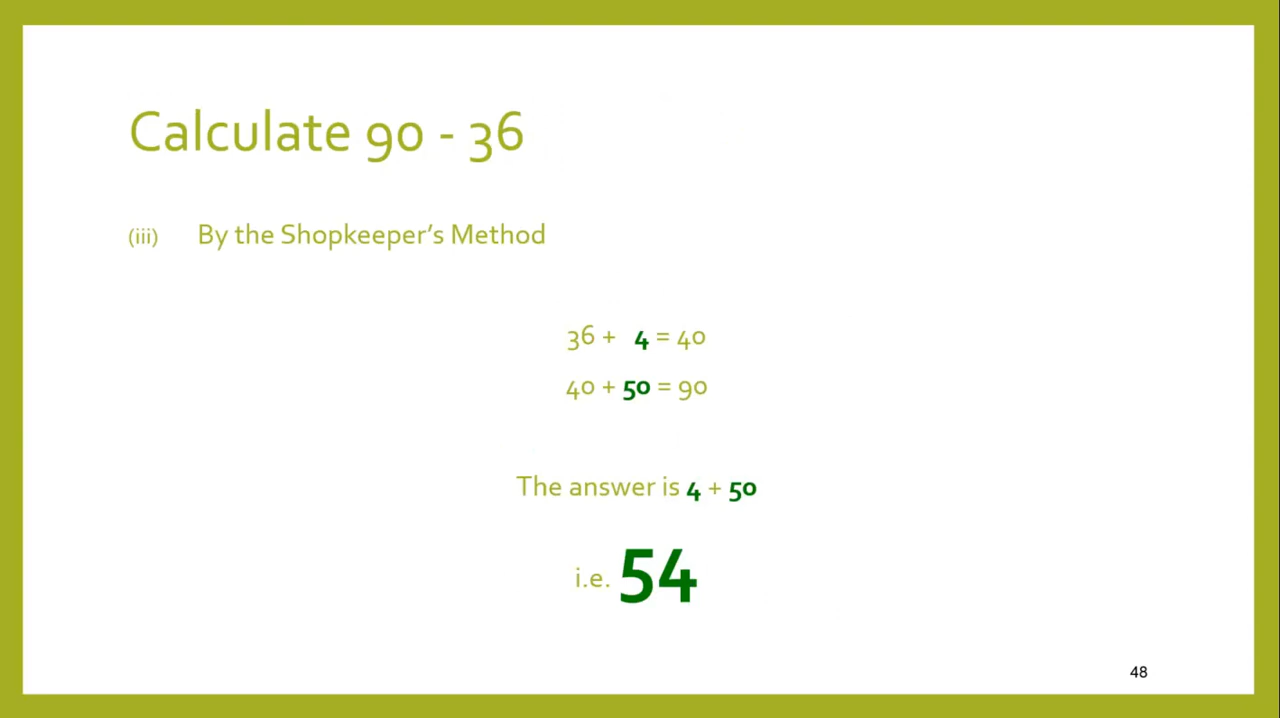 Calculate 90 - 36
(iii) By the Shopkeeper’s Method
36 + 4 = 40
40 + 50 = 90
The answer is 4 + 50
i.e. 54
48